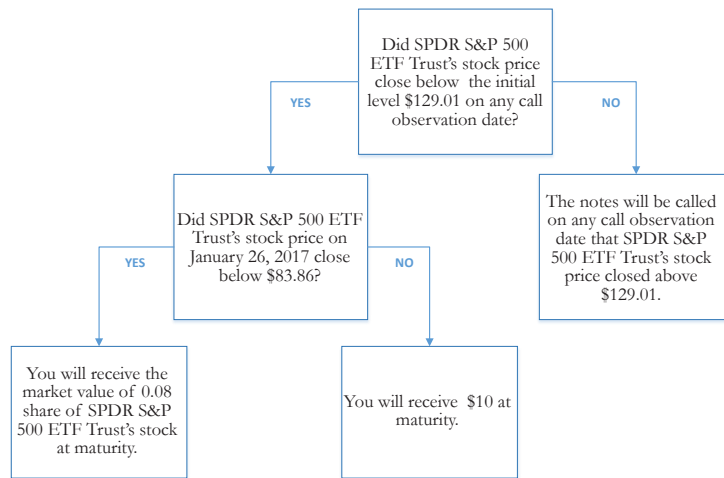 Did SPDR S&P 500
ETF Trust's stock price
close below the initial
level $129.01 on any call
observation date?
YES
NO
Did SPDR S&P 500 ETF
Trust's stock price on
January 26, 2017 close
below $83.86?
The notes will be called
on any call observation
date that SPDR S&P
500 ETF Trust's stock
price closed above
$129.01.
YES
NO
You will receive the
market value of 0.08
share of SPDR S&P
500 ETF Trust's stock
at maturity.
You will receive $10 at
maturity.